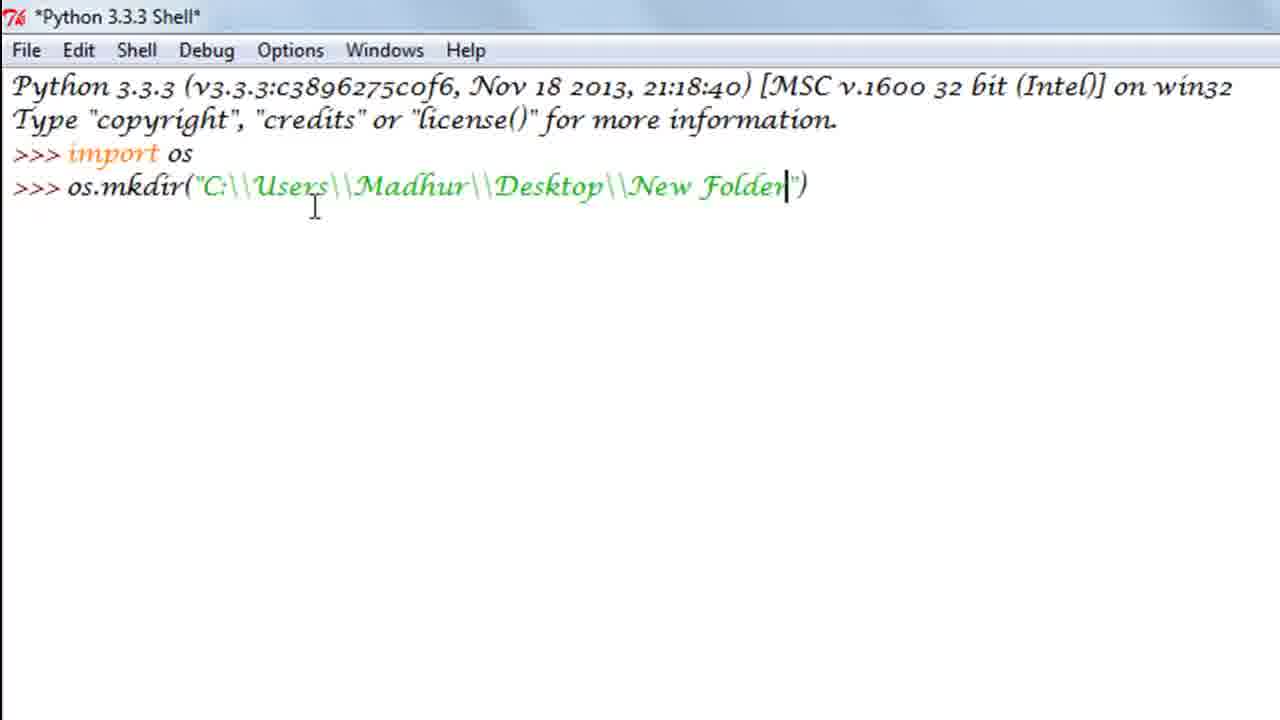 *Python 3.3.3 Shell*
File Edit Shell Debug Options Windows Help
Python 3.3.3 (v3.3.3:c3896275c0f6, Nov 18 2013, 21:18:40) [MSC v.1600 32 bit (Intel)] on win32
Type "copyright", "credits" or "license()" for more information.
>>> import os
>>> os.mkdir("C:\\Users\\Madhur\\Desktop\\New Folder")